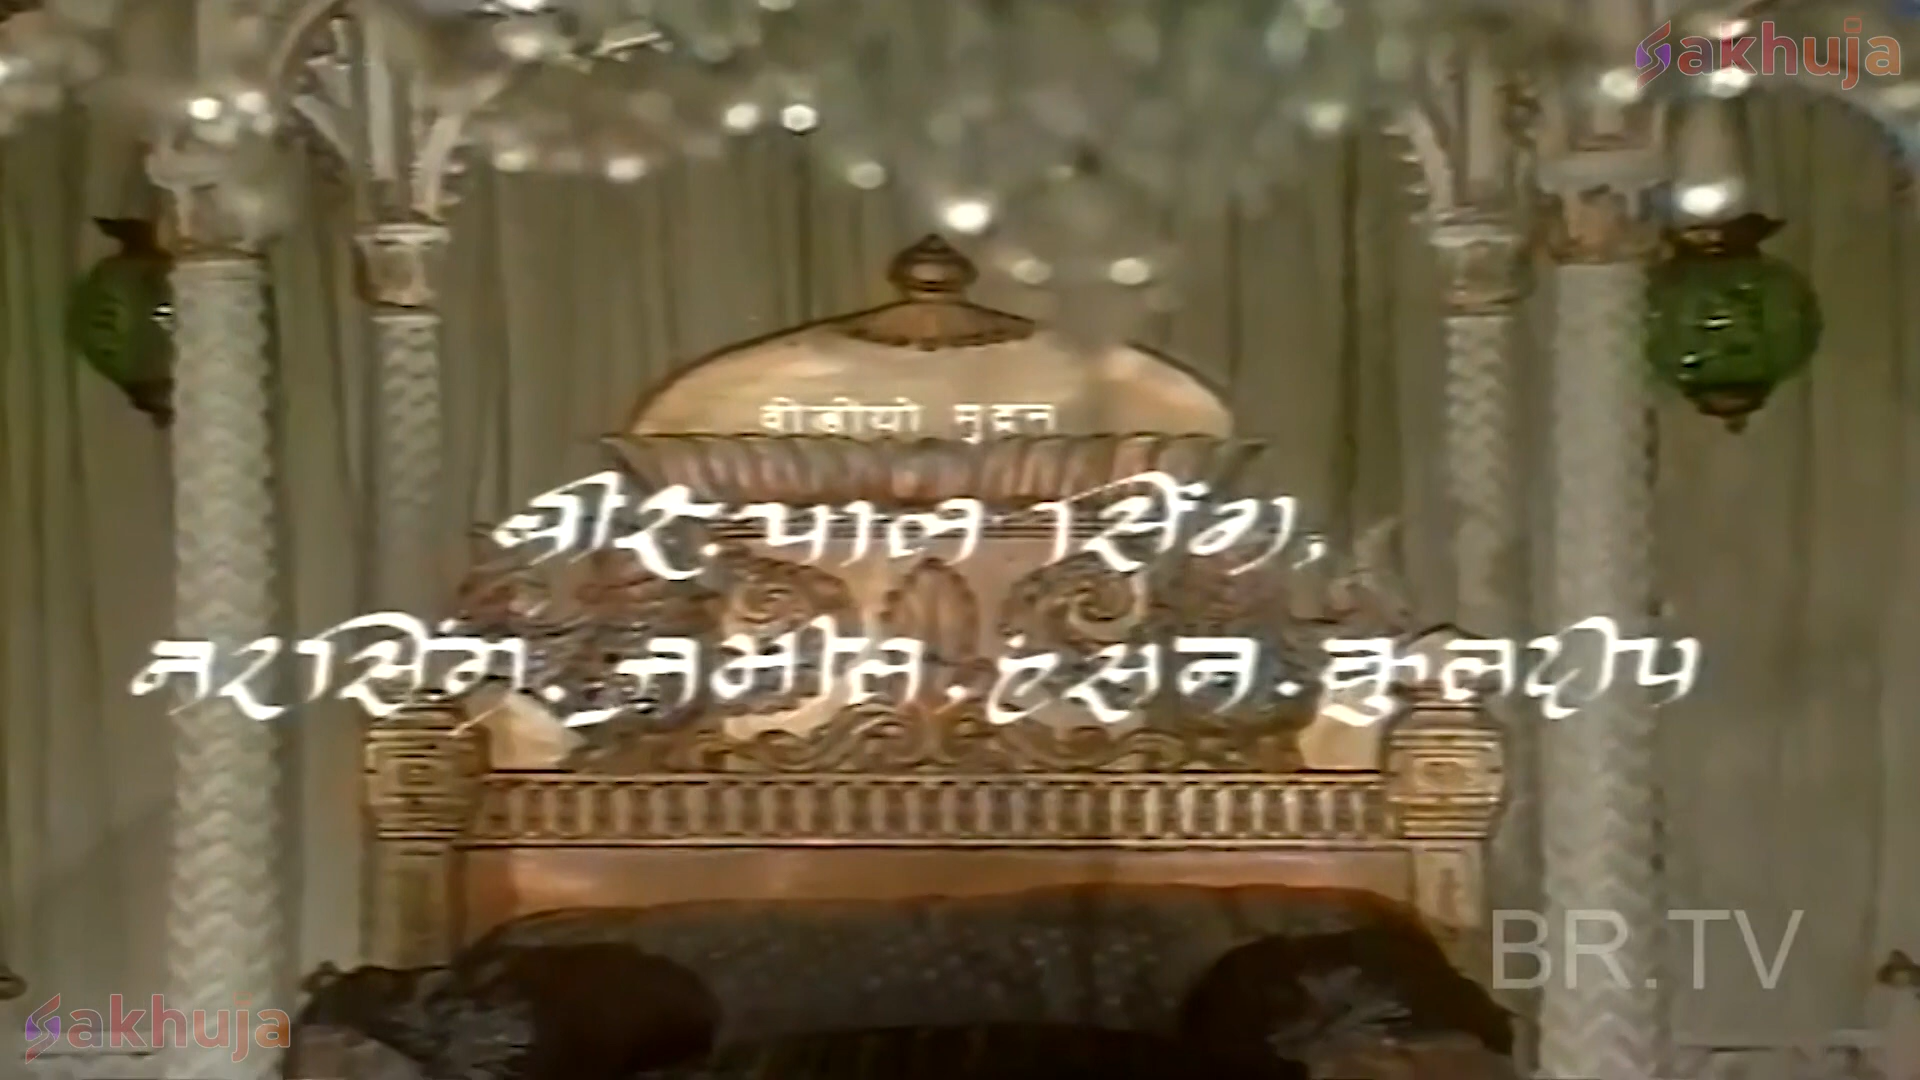 Sakhuja
वीडीयो मुद्रन
बीर.पाल सिंग,
नरसिंग. जमील. हसन. कुलदीप
BR.TV
Sakhuja